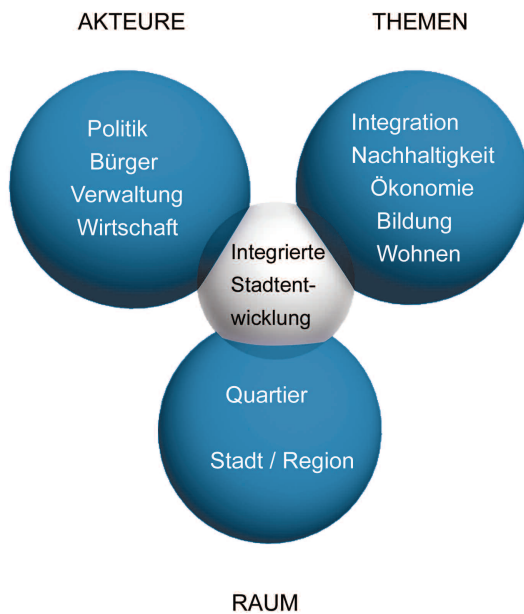 AKTEURE
THEMEN
Politik
Bürger
Verwaltung
Wirtschaft
Integration
Nachhaltigkeit
Ökonomie
Bildung
Wohnen
Integrierte
Stadtent-
wicklung
Quartier
Stadt / Region
RAUM